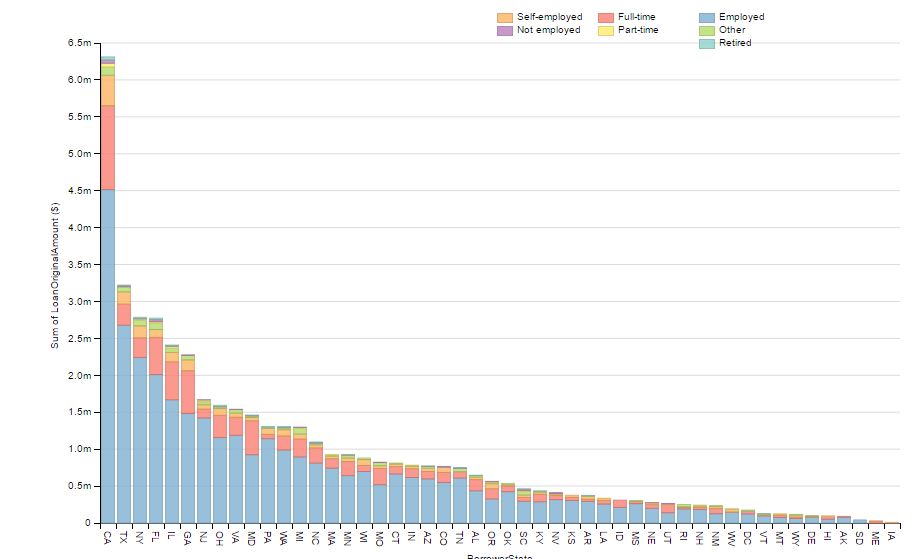 Self-employed Full-time Employed
Not employed Part-time Other
Retired
6.5m
6.0m
5.5m
5.0m
4.5m
4.0m
3.5m
3.0m
2.5m
2.0m
1.5m
1.0m
.5m
0
Sum of LoanOriginalAmount ($)
CA TX NY FL IL GA NJ OH VA MD PA WA MI NC MA MN WI MO CT IN AZ CO TN AL OR OK SC KY NV KS AR LA ID MS NE UT RI NH NM WV DC VT MT WY DE HI AK SD ME IA
BorrowerState